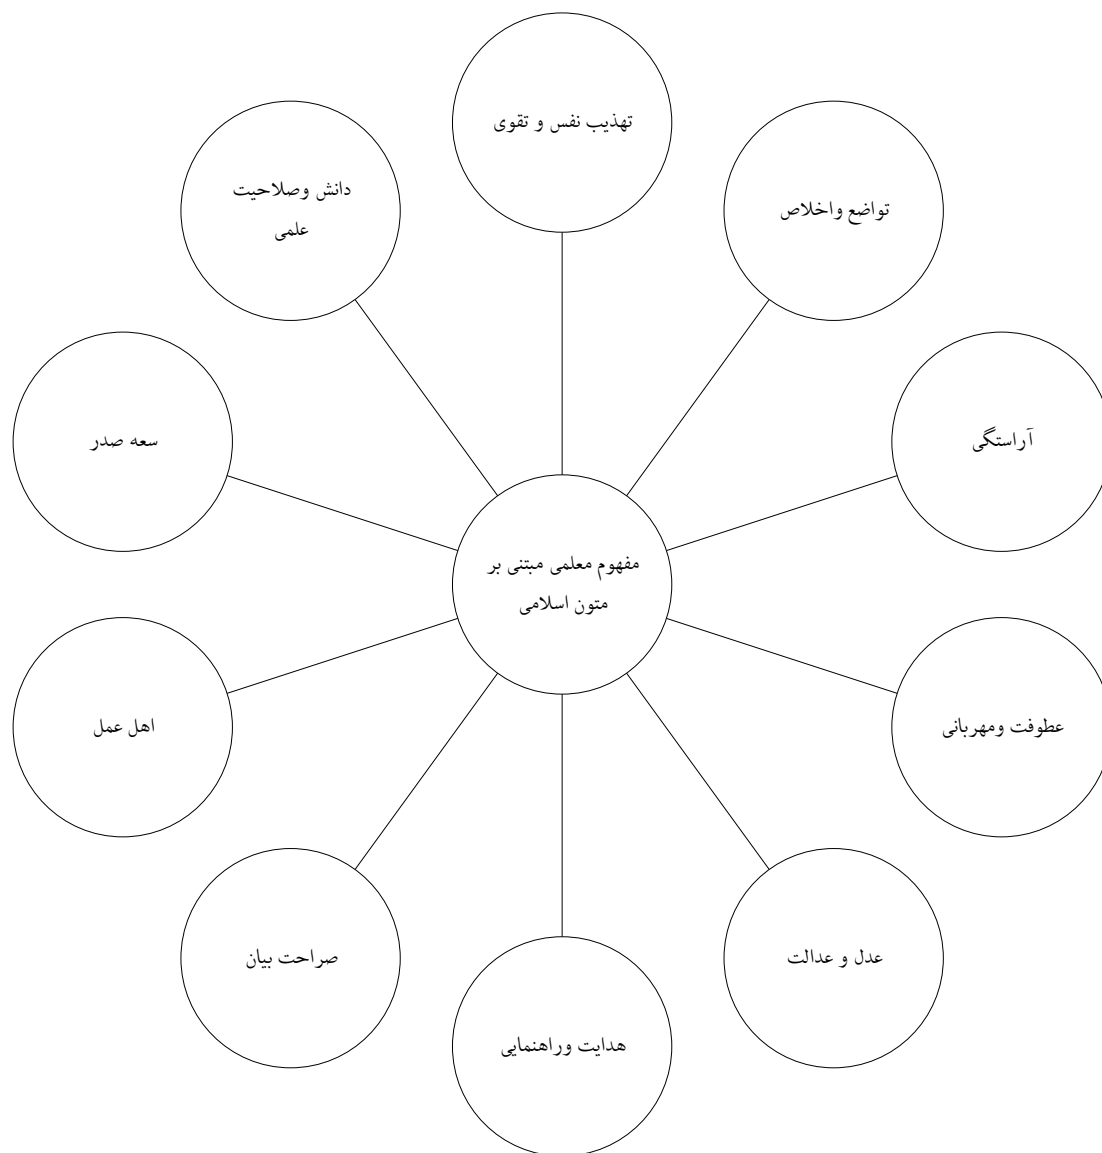 تهذیب نفس و تقوی
تواضع واخلاص
دانش وصلاحیت
علمی
آراستگی
سعه صدر
مفهوم معلمی مبتنی بر
متون اسلامی
عطوفت ومهربانی
اهل عمل
عدل و عدالت
صراحت بیان
هدایت وراهنمایی